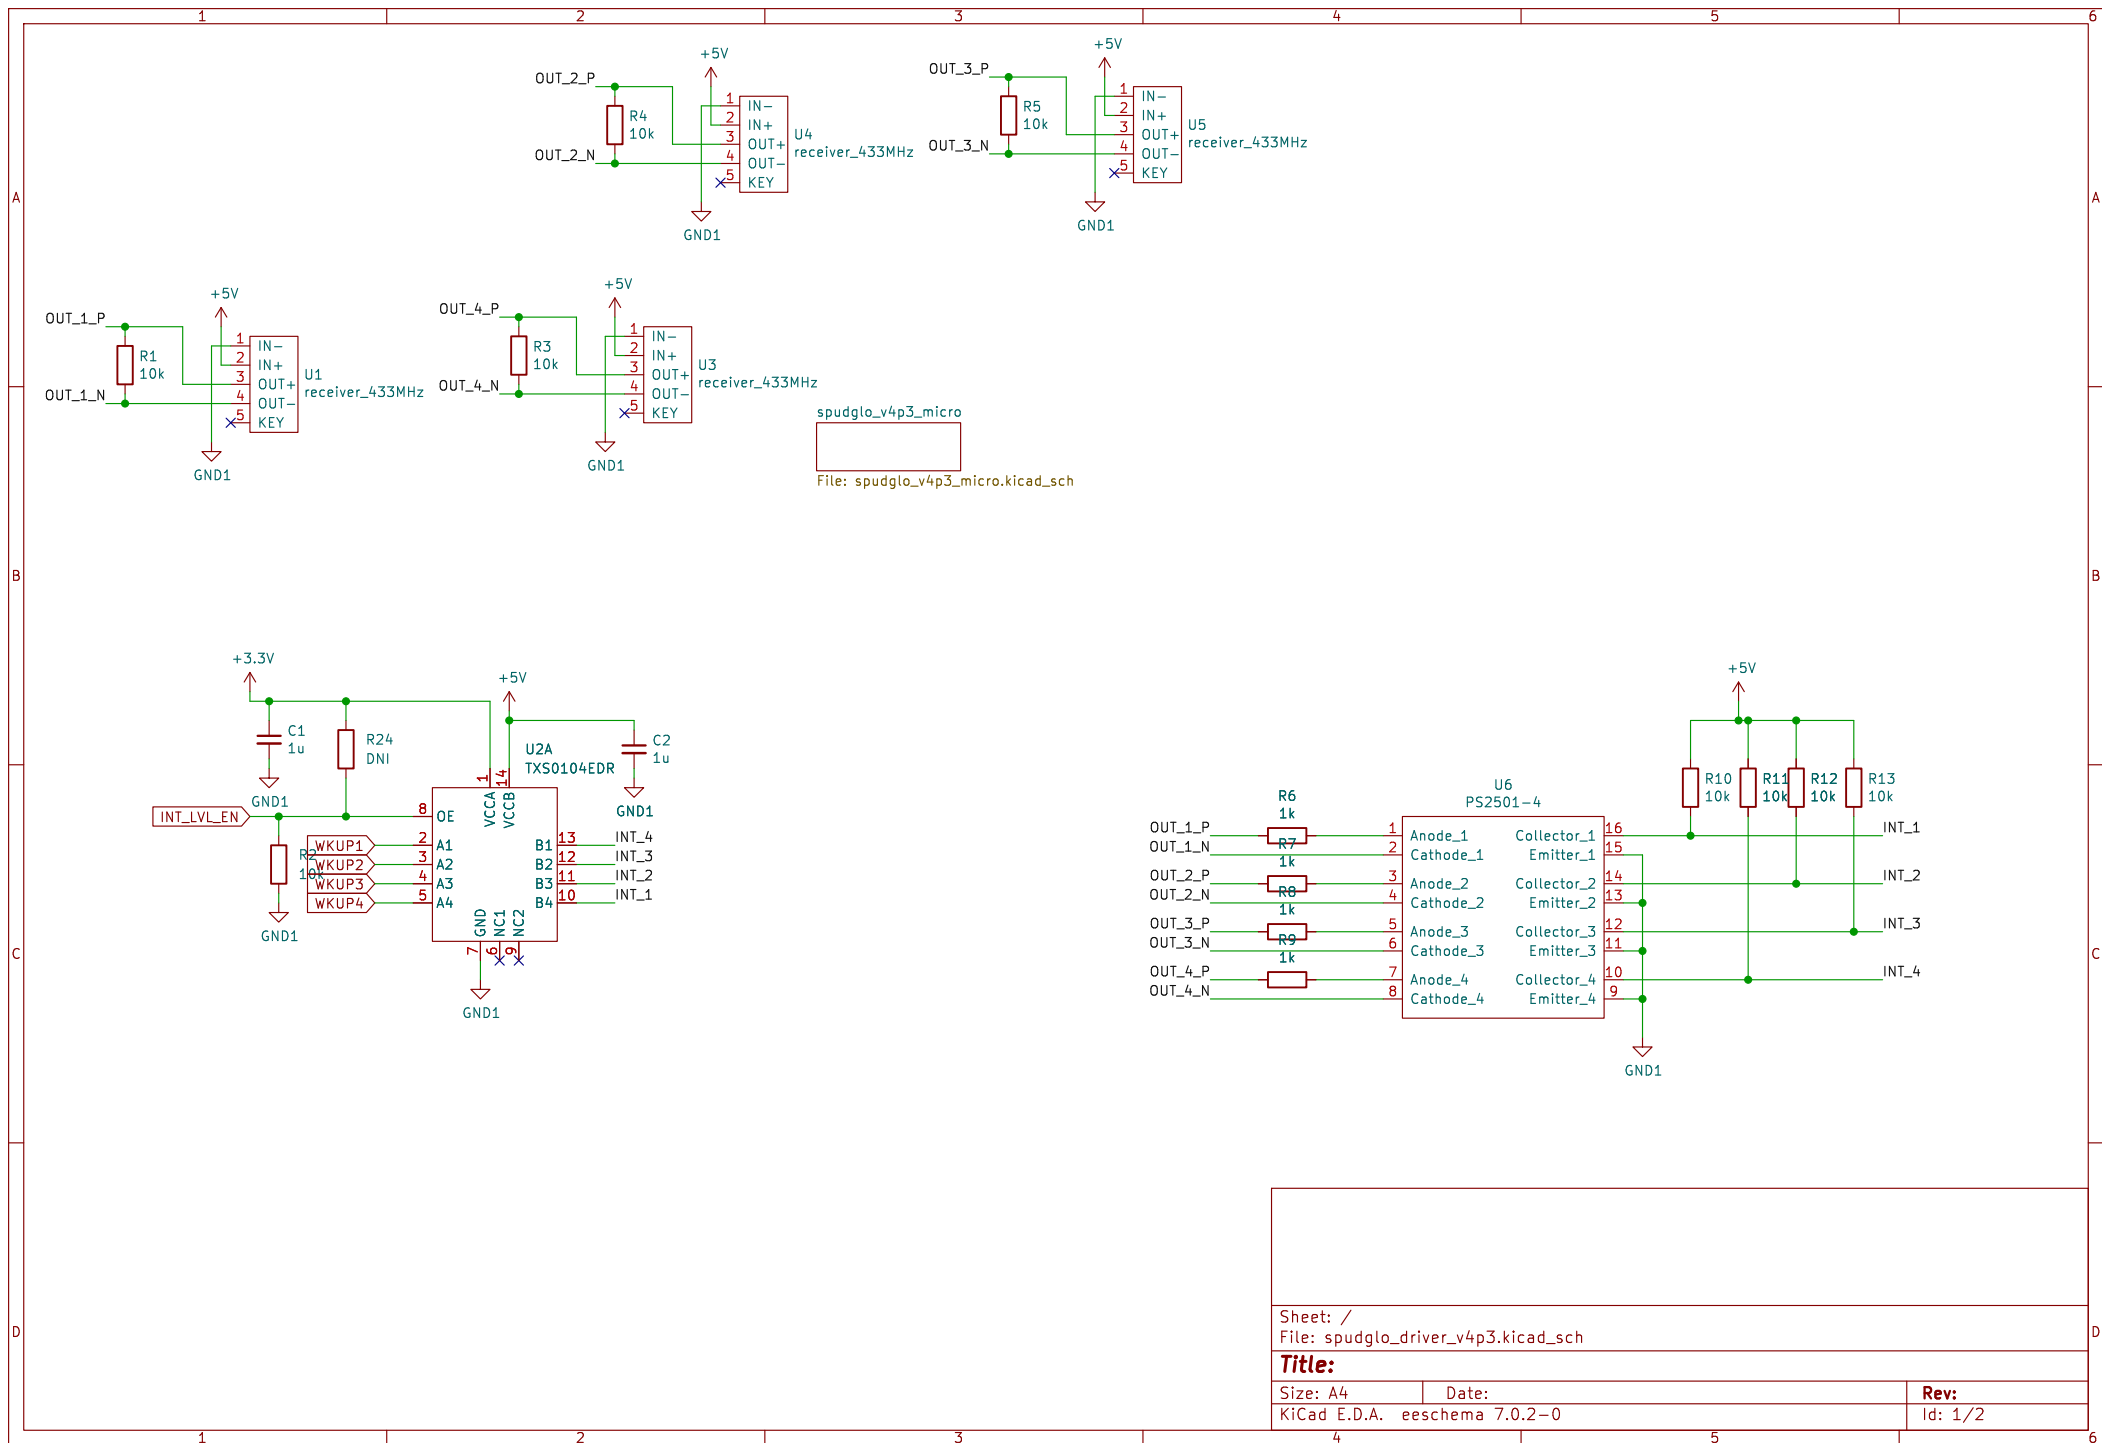 1 2 3 4 5 6
A A
B B
C C
D D
1 2 3 4 5 6
+5V
OUT_2_P
R4
10k
OUT_2_N
1 IN-
2 IN+
3 OUT+
4 OUT-
5 KEY
U4
receiver_433MHz
GND1
+5V
OUT_3_P
R5
10k
OUT_3_N
1 IN-
2 IN+
3 OUT+
4 OUT-
5 KEY
U5
receiver_433MHz
GND1
+5V
OUT_1_P
R1
10k
OUT_1_N
1 IN-
2 IN+
3 OUT+
4 OUT-
5 KEY
U1
receiver_433MHz
GND1
+5V
OUT_4_P
R3
10k
OUT_4_N
1 IN-
2 IN+
3 OUT+
4 OUT-
5 KEY
U3
receiver_433MHz
GND1
spudglo_v4p3_micro
File: spudglo_v4p3_micro.kicad_sch
+3.3V
C1
1u
GND1
R24
DNI
+5V
C2
1u
GND1
U2A
TXS0104EDR
INT_LVL_EN
R2
10k
GND1
WKUP1
WKUP2
WKUP3
WKUP4
1 VCCA
14 VCCB
8 OE
2 A1
3 A2
4 A3
5 A4
B1 13 INT_4
B2 12 INT_3
B3 11 INT_2
B4 10 INT_1
7 GND
6 NC1
9 NC2
GND1
+5V
R10
10k
R11
10k
R12
10k
R13
10k
U6
PS2501-4
R6
1k
R7
1k
R8
1k
R9
1k
OUT_1_P
OUT_1_N
OUT_2_P
OUT_2_N
OUT_3_P
OUT_3_N
OUT_4_P
OUT_4_N
1 Anode_1
2 Cathode_1
3 Anode_2
4 Cathode_2
5 Anode_3
6 Cathode_3
7 Anode_4
8 Cathode_4
Collector_1 16
Emitter_1 15
Collector_2 14
Emitter_2 13
Collector_3 12
Emitter_3 11
Collector_4 10
Emitter_4 9
INT_1
INT_2
INT_3
INT_4
GND1
Sheet: /
File: spudglo_driver_v4p3.kicad_sch
Title:
Size: A4 Date: Rev:
KiCad E.D.A. eeschema 7.0.2-0 Id: 1/2